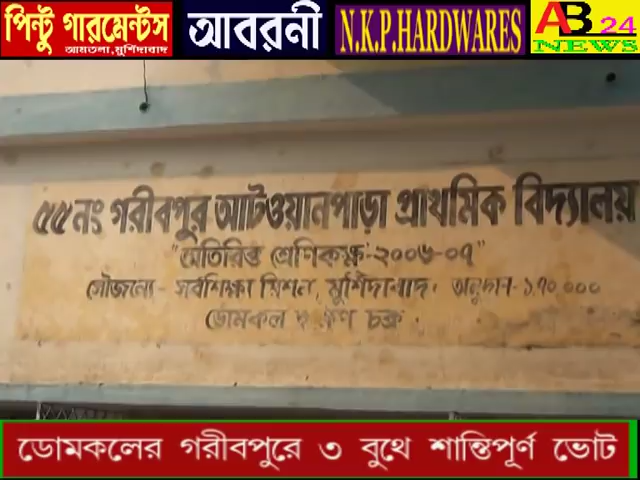 পিন্টু গারমেন্টস
আমতলা,মুর্শিদাবাদ
আবরনী
N.K.P.HARDWARES
AB 24
NEWS
৫৫নং গরীবপুর আটওয়ানপাড়া প্রাথমিক বিদ্যালয়
"অতিরিক্ত শ্রেণিকক্ষ-২০০৬-০৭"
সৌজন্যে - সর্বশিক্ষা মিশন, মুর্শিদাবাদ, অনুদান-১৭০০০০
ডোমকল চক্র
ডোমকলের গরীবপুরে ৩ বুথে শান্তিপূর্ণ ভোট